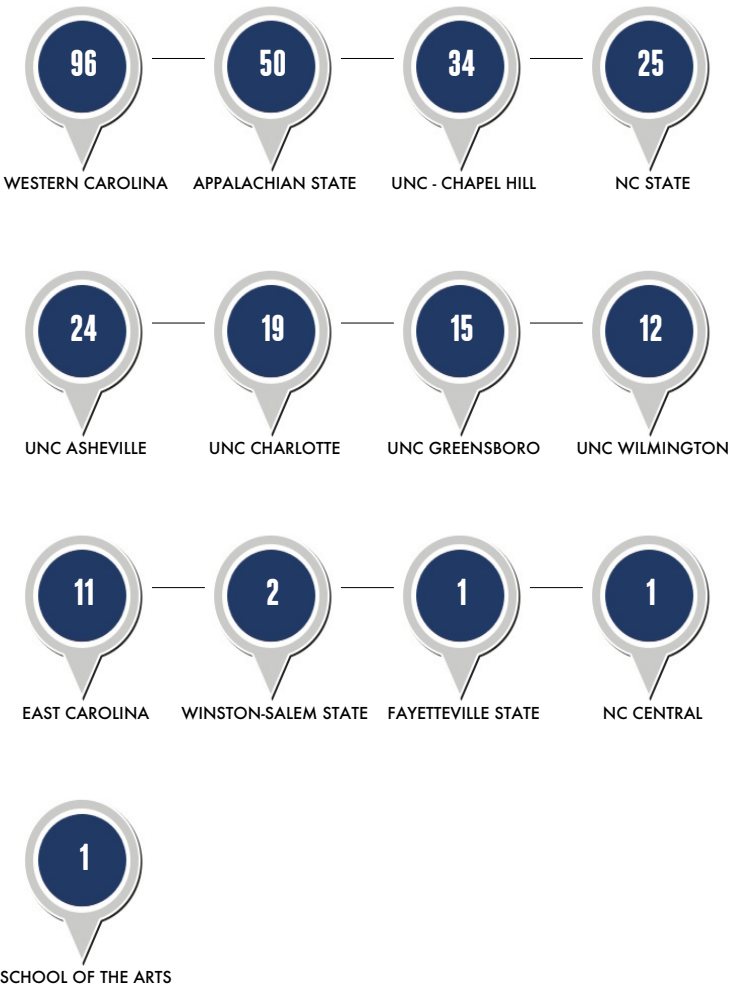 96 50 34 25
WESTERN CAROLINA APPALACHIAN STATE UNC - CHAPEL HILL NC STATE
24 19 15 12
UNC ASHEVILLE UNC CHARLOTTE UNC GREENSBORO UNC WILMINGTON
11 2 1 1
EAST CAROLINA WINSTON-SALEM STATE FAYETTEVILLE STATE NC CENTRAL
1
SCHOOL OF THE ARTS